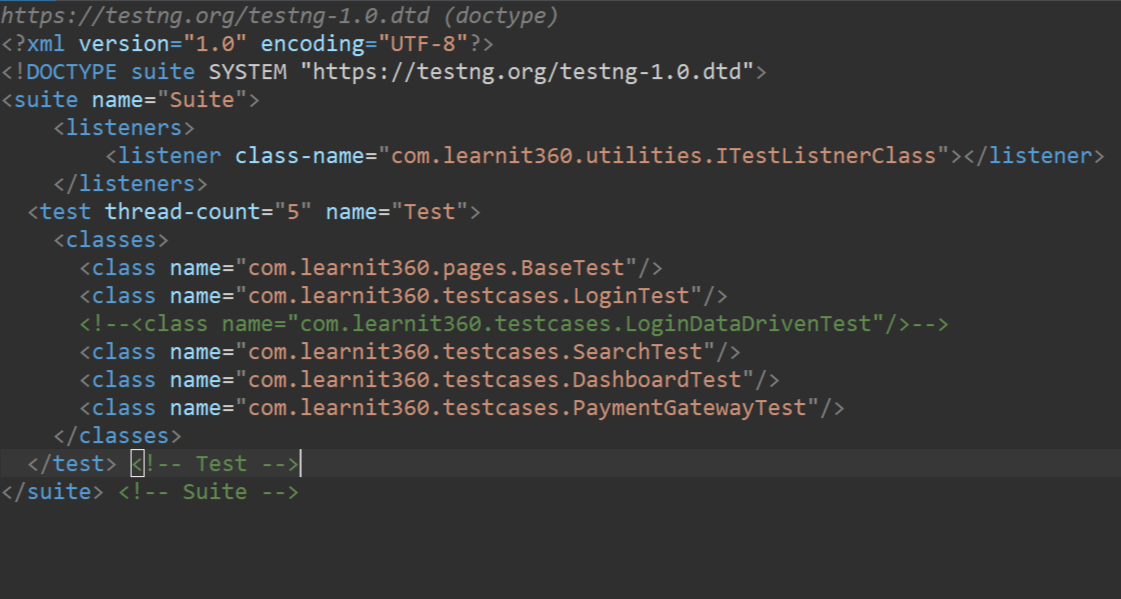 https://testng.org/testng-1.0.dtd (doctype)
<?xml version="1.0" encoding="UTF-8"?>
<!DOCTYPE suite SYSTEM "https://testng.org/testng-1.0.dtd">
<suite name="Suite">
    <listeners>
        <listener class-name="com.learnit360.utilities.ITestListnerClass"></listener>
    </listeners>
  <test thread-count="5" name="Test">
    <classes>
      <class name="com.learnit360.pages.BaseTest"/>
      <class name="com.learnit360.testcases.LoginTest"/>
      <!--<class name="com.learnit360.testcases.LoginDataDrivenTest"/>-->
      <class name="com.learnit360.testcases.SearchTest"/>
      <class name="com.learnit360.testcases.DashboardTest"/>
      <class name="com.learnit360.testcases.PaymentGatewayTest"/>
    </classes>
  </test> <!-- Test -->
</suite> <!-- Suite -->